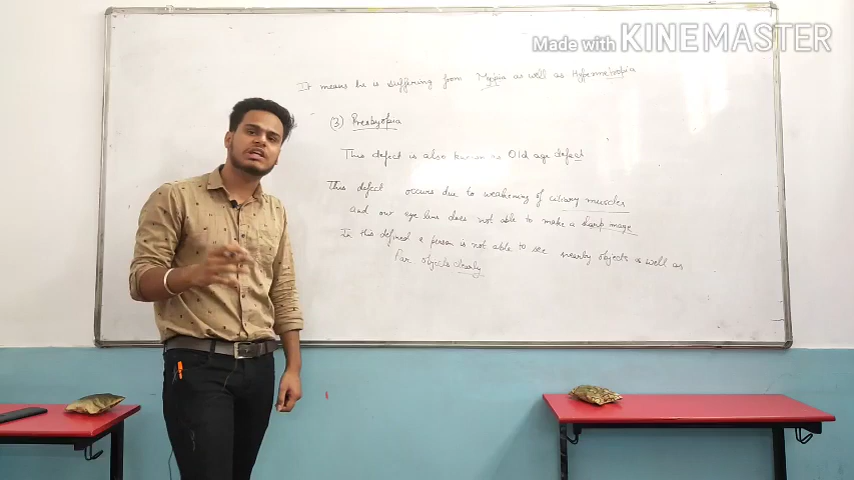 Made with KINEMASTER
It means he is suffering from Myopia as well as Hypermetropia
(3) Presbyopia
This defect is also known as Old age defect
This defect occurs due to weakening of ciliary muscles
and our eye lens does not able to make a sharp image
In this defined a person is not able to see nearby objects as well as
Far objects clearly